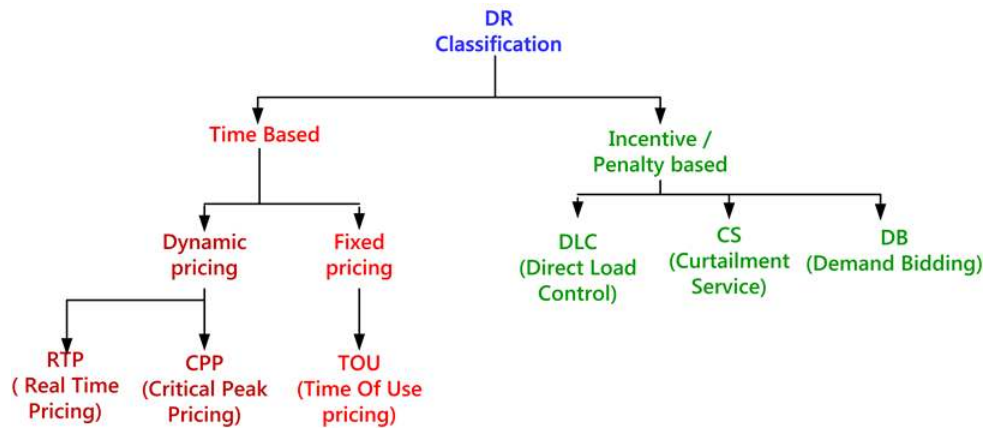 DR
Classification
Time Based
Incentive /
Penalty based
Dynamic
pricing
Fixed
pricing
DLC
(Direct Load
Control)
CS
(Curtailment
Service)
DB
(Demand Bidding)
RTP
( Real Time
Pricing)
CPP
(Critical Peak
Pricing)
TOU
(Time Of Use
pricing)